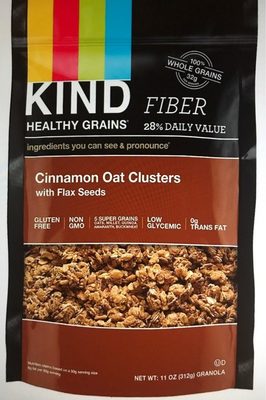 100%
WHOLE GRAINS
32g
KIND
HEALTHY GRAINS®
FIBER
28% DAILY VALUE
ingredients you can see & pronounce®
Cinnamon Oat Clusters
with Flax Seeds
GLUTEN
FREE
NON
GMO
5 SUPER GRAINS
OATS, MILLET, QUINOA
AMARANTH, BUCKWHEAT
LOW
GLYCEMIC
0g
TRANS FAT
NET WT: 11 OZ (312g) GRANOLA